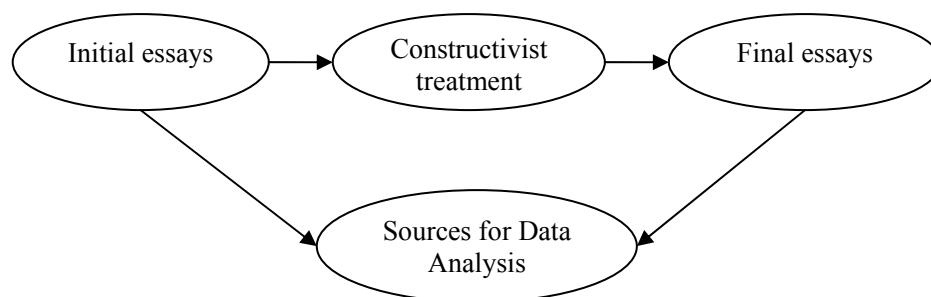 Initial essays
Constructivist
treatment
Final essays
Sources for Data
Analysis